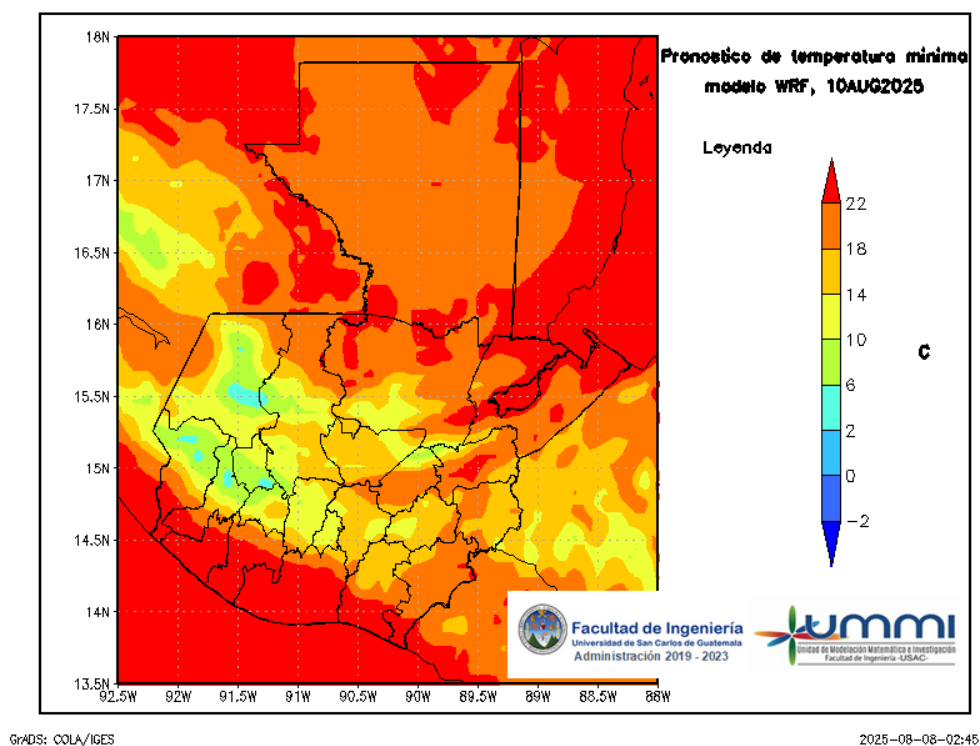 Pronostico de temperatura minima
modelo WRF, 10AUG2025
Leyenda
22
18
14
10
6
2
0
-2
C
18N
17.5N
17N
16.5N
16N
15.5N
15N
14.5N
14N
13.5N
92.5W
92W
91.5W
91W
90.5W
90W
89.5W
89W
88.5W
88W
Facultad de Ingeniería
Universidad de San Carlos de Guatemala
Administración 2019 - 2023
ummi
Unidad de Modelación Matemática e Investigación
Facultad de Ingeniería -USAC-
GrADS: COLA/IGES
2025-08-08-02:45